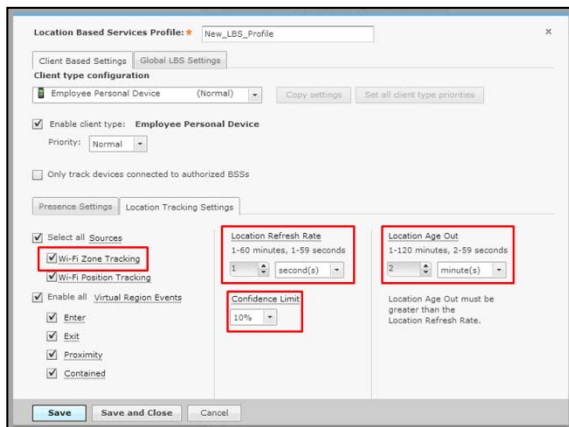 Location Based Services Profile:* New_LBS_Profile x
Client Based Settings Global LBS Settings
Client type configuration
Employee Personal Device (Normal) Copy settings Set all client type priorities
Enable client type: Employee Personal Device
Priority: Normal
Only track devices connected to authorized BSSs
Presence Settings Location Tracking Settings
Select all Sources
Wi-Fi Zone Tracking
Wi-Fi Position Tracking
Enable all Virtual Region Events
Enter
Exit
Proximity
Contained
Location Refresh Rate
1-60 minutes, 1-59 seconds
1 second(s)
Confidence Limit
10%
Location Age Out
1-120 minutes, 2-59 seconds
2 minute(s)
Location Age Out must be
greater than the
Location Refresh Rate.
Save Save and Close Cancel